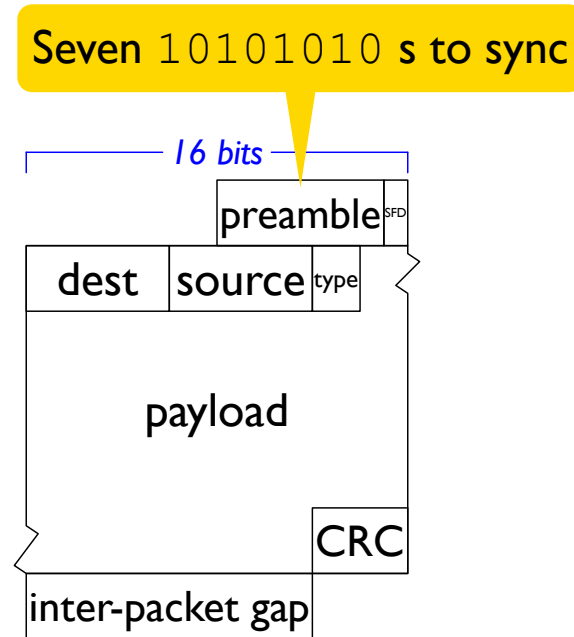 Seven 10101010 s to sync
16 bits
preamble SFD
dest source type
payload
CRC
inter-packet gap